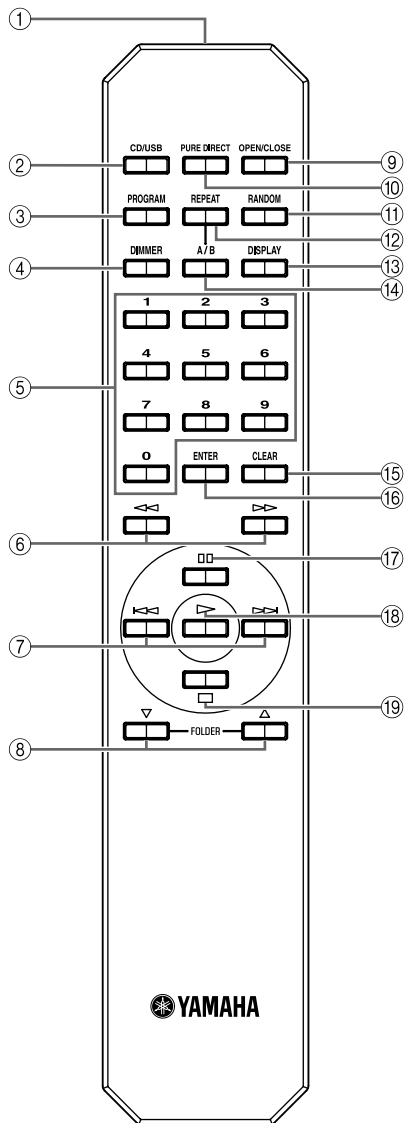 ①
CD/USB PURE DIRECT OPEN/CLOSE
② ⑨
⑩
PROGRAM REPEAT RANDOM
③ ⑪
⑫
DIMMER A/B DISPLAY
④ ⑬
⑭
1 2 3
4 5 6
⑤
7 8 9
0 ENTER CLEAR
⑮
⑯
⑥
⑰
⑱
⑦
⑲
FOLDER
⑧
YAMAHA